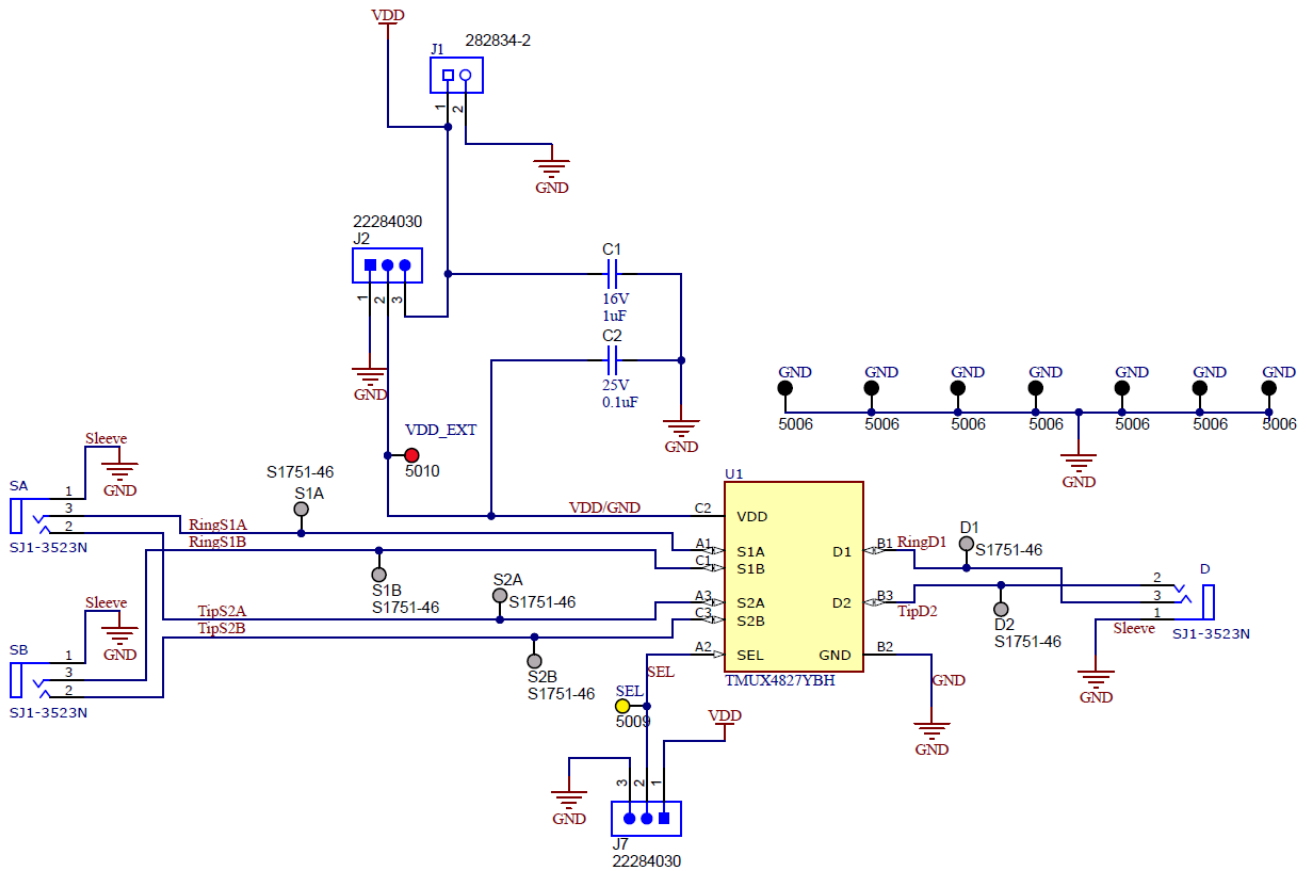 VDD
J1
282834-2
1
2
GND
22284030
J2
1
2
3
GND
C1
16V
1uF
C2
25V
0.1uF
GND
GND
GND
GND
GND
GND
GND
GND
5006
5006
5006
5006
5006
5006
5006
GND
VDD_EXT
5010
Sleeve
GND
SA
1
3
2
SJ1-3523N
S1751-46
S1A
RingS1A
RingS1B
S1B
S1751-46
S2A
S1751-46
TipS2A
TipS2B
S2B
S1751-46
Sleeve
GND
SB
1
3
2
SJ1-3523N
VDD/GND
U1
C2
VDD
A1
S1A
C1
S1B
A3
S2A
C3
S2B
A2
SEL
D1
B1
D2
B3
GND
B2
TMUX4827YBH
RingD1
D1
S1751-46
TipD2
D2
S1751-46
D
2
3
1
Sleeve
SJ1-3523N
GND
GND
GND
SEL
SEL
5009
VDD
GND
3
2
1
J7
22284030